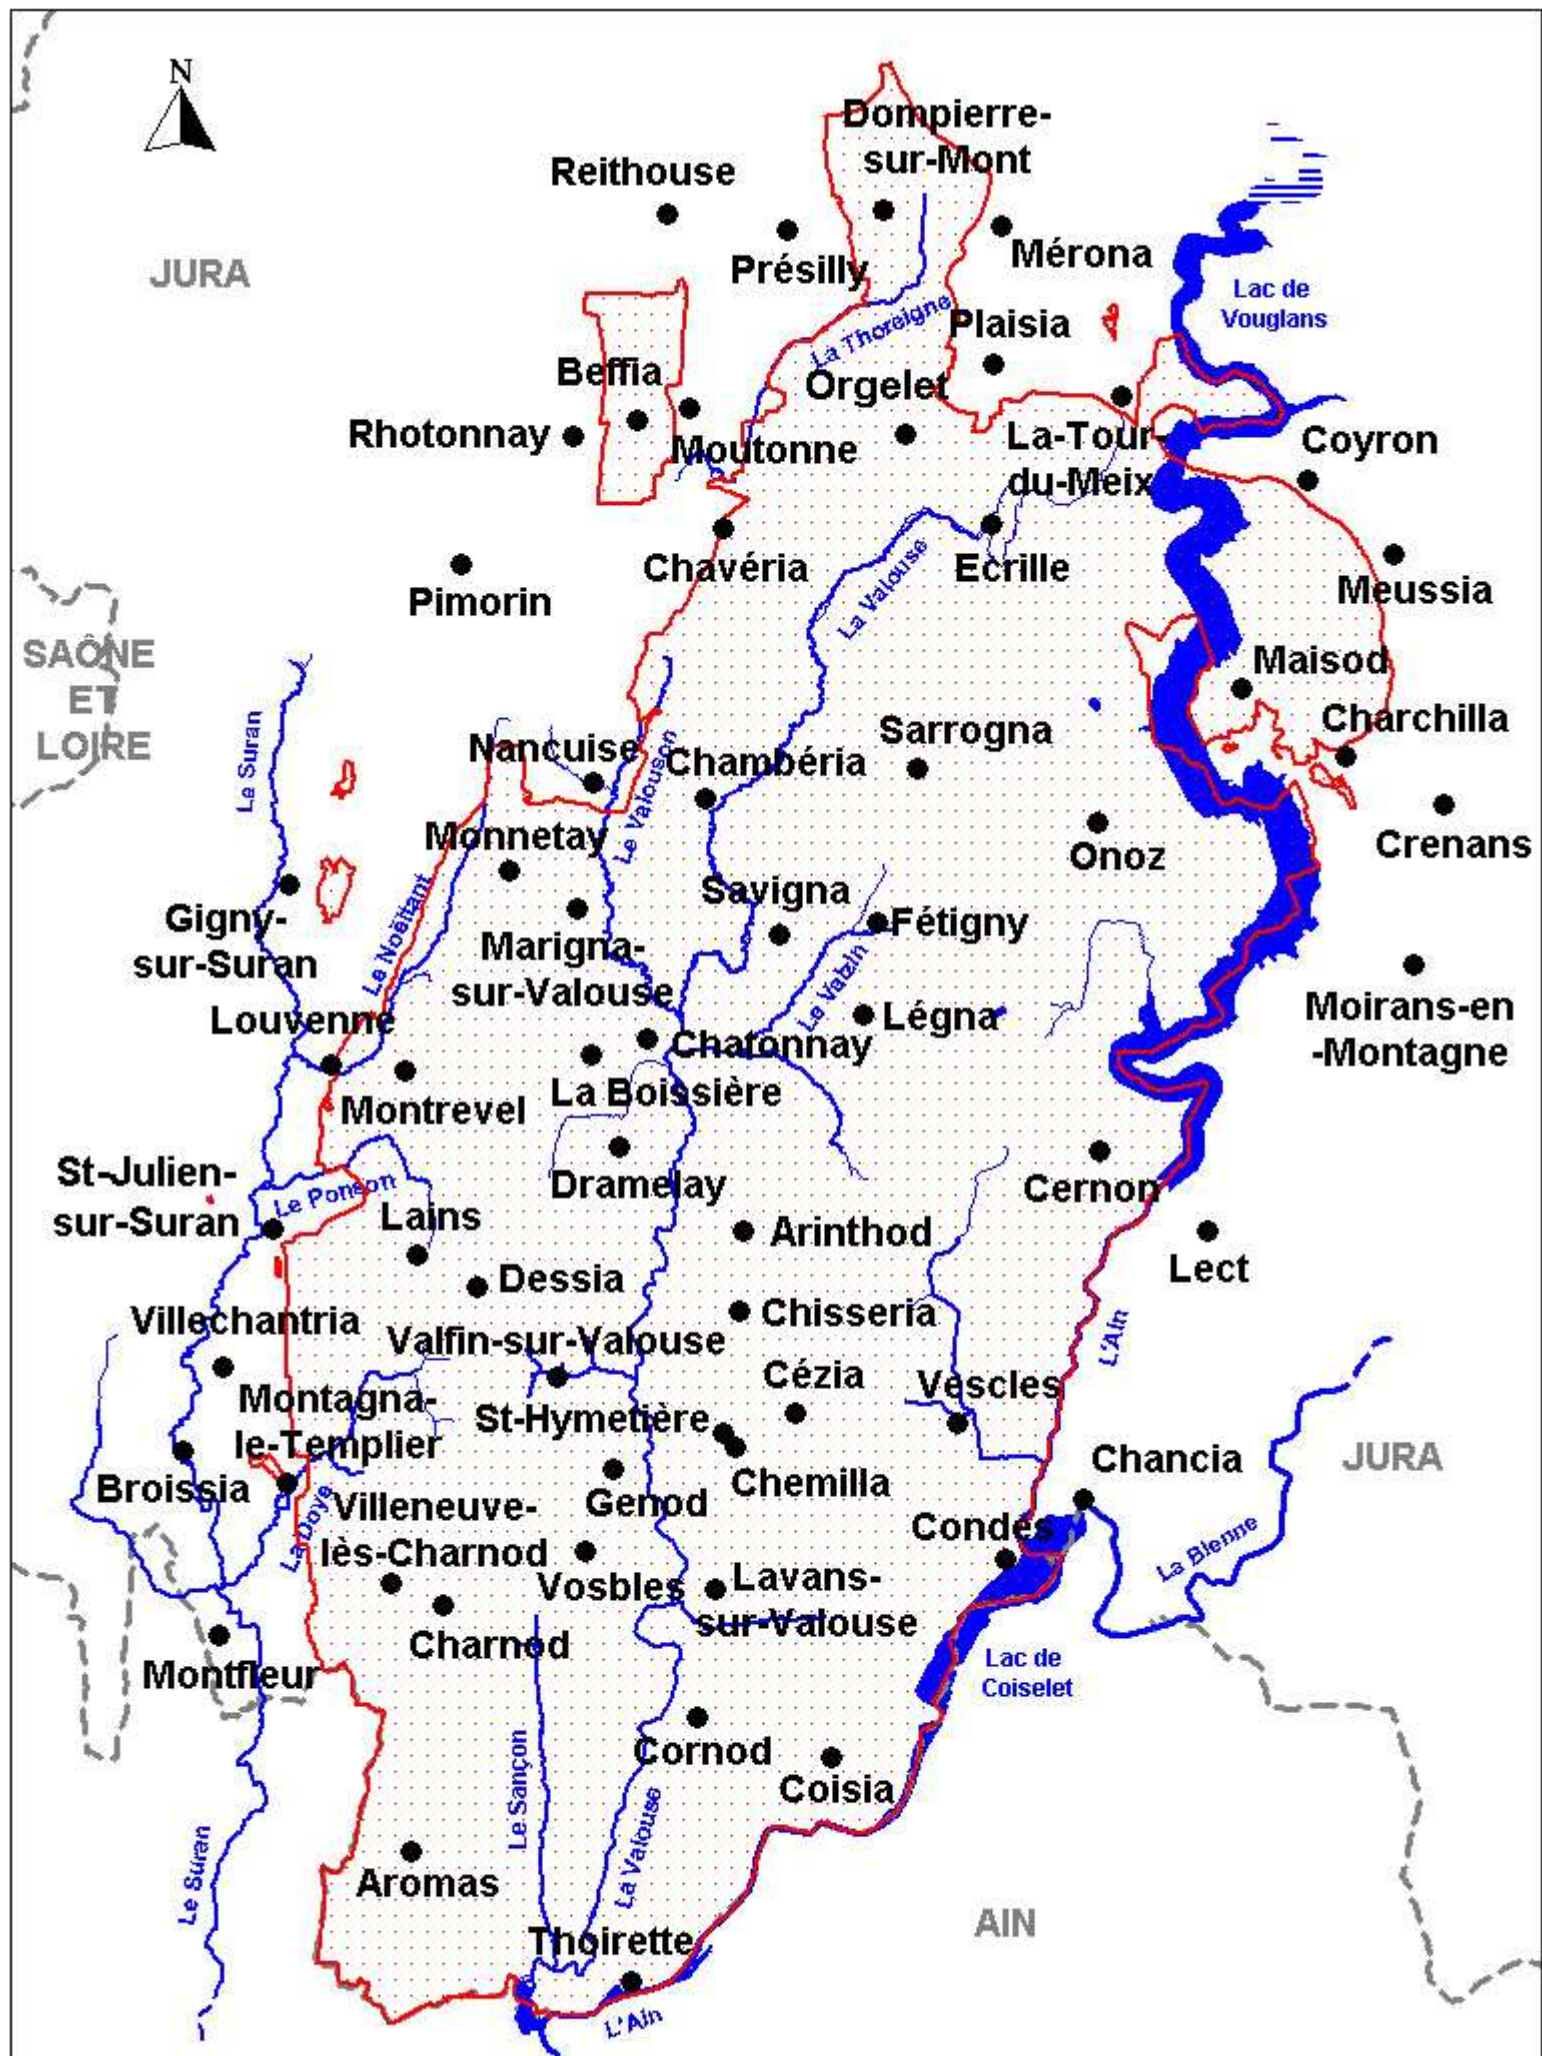 N
Dompierre-
sur-Mont
Reithouse
Présilly
Mérona
JURA
Lac de
Vouglans
La Thoreigne
Plaisia
Beffia
Orgelet
Rhotonnay
Moutonne
La-Tour-
du-Meix
Coyron
Chavéria
La Valouse
Ecrille
Meussia
Pimorin
SAÔNE
ET
LOIRE
Maisod
Charchilla
Le Suran
Nancuise
Le Valouson
Chambéria
Sarrogna
Monnetay
Onoz
Crenans
Savigna
Gigny-
sur-Suran
Le Noëltant
Marigna-
sur-Valouse
Fétigny
Le Valzin
Louvenne
Légna
Moirans-en
-Montagne
Chatonnay
La Boissière
Montrevel
St-Julien-
sur-Suran
Le Ponson
Dramelay
Cernon
Lains
Arinthod
Lect
Dessia
Chisseria
Villechantria
Valfin-sur-Valouse
L'Ain
Cézia
Vescles
Montagna-
le-Templier
St-Hymetière
Chancia
JURA
Broissia
La Doye
Chemilla
Genod
Villeneuve-
lès-Charnod
Condes
La Bienne
Vosbles
Lavans-
sur-Valouse
Charnod
Montfleur
Lac de
Coiselet
Cornod
Coisia
Le Sançon
La Valouse
Le Suran
Aromas
AIN
Thoirette
L'Ain